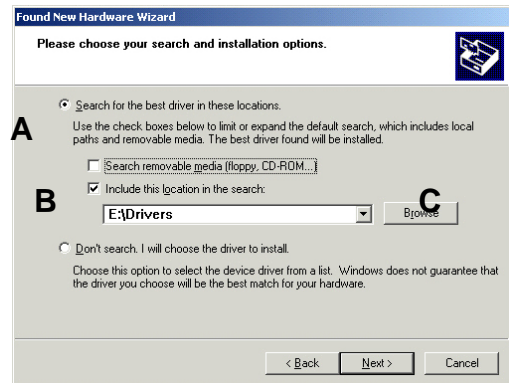 Found New Hardware Wizard
Please choose your search and installation options.
Search for the best driver in these locations.
A
Use the check boxes below to limit or expand the default search, which includes local
paths and removable media. The best driver found will be installed.
Search removable media (floppy, CD-ROM...)
Include this location in the search:
B
E:\Drivers
Browse
C
Don't search. I will choose the driver to install.
Choose this option to select the device driver from a list. Windows does not guarantee that
the driver you choose will be the best match for your hardware.
< Back Next > Cancel